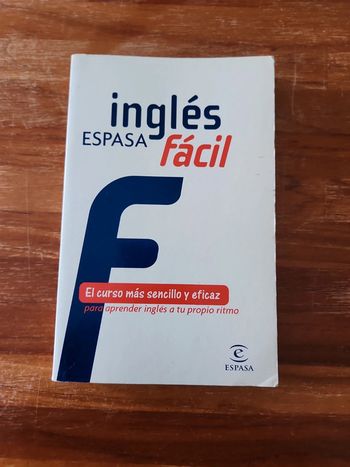 inglés
ESPASA fácil
F
El curso más sencillo y eficaz
para aprender inglés a tu propio ritmo
e
ESPASA